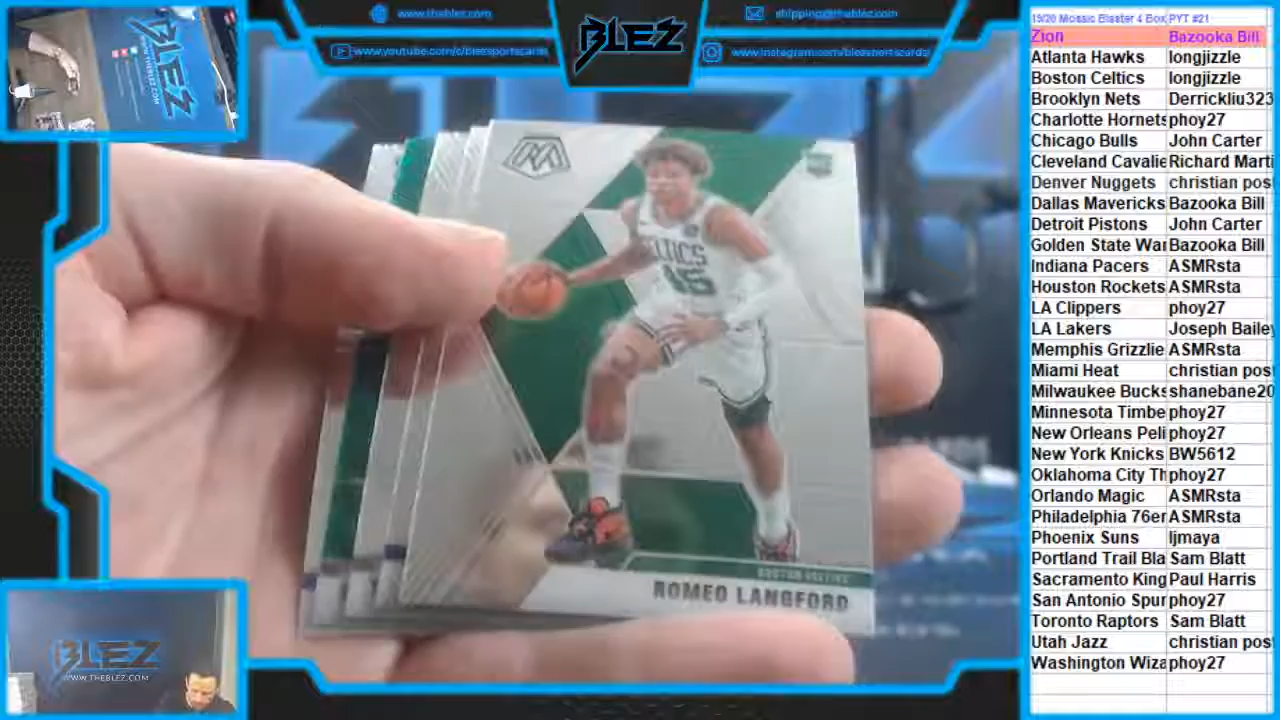 www.theblez.com
shipping@theblez.com
www.youtube.com/c/blezsportscards
www.instagram.com/blezsportscards/
BLEZ
CELTICS
45
BOSTON CELTICS
ROMEO LANGFORD
BLEZ
WWW.THEBLEZ.COM
19/20 Mosaic Blaster 4 Box PYT #21
Zion Bazooka Bill
Atlanta Hawks longjizzle
Boston Celtics longjizzle
Brooklyn Nets Derrickliu323
Charlotte Hornets phoy27
Chicago Bulls John Carter
Cleveland Cavalie Richard Marti
Denver Nuggets christian pos
Dallas Mavericks Bazooka Bill
Detroit Pistons John Carter
Golden State War Bazooka Bill
Indiana Pacers ASMRsta
Houston Rockets ASMRsta
LA Clippers phoy27
LA Lakers Joseph Bailey
Memphis Grizzlie ASMRsta
Miami Heat christian pos
Milwaukee Bucks shanebane20
Minnesota Timbe phoy27
New Orleans Peli phoy27
New York Knicks BW5612
Oklahoma City Th phoy27
Orlando Magic ASMRsta
Philadelphia 76er ASMRsta
Phoenix Suns ljmaya
Portland Trail Bla Sam Blatt
Sacramento King Paul Harris
San Antonio Spur phoy27
Toronto Raptors Sam Blatt
Utah Jazz christian pos
Washington Wiza phoy27